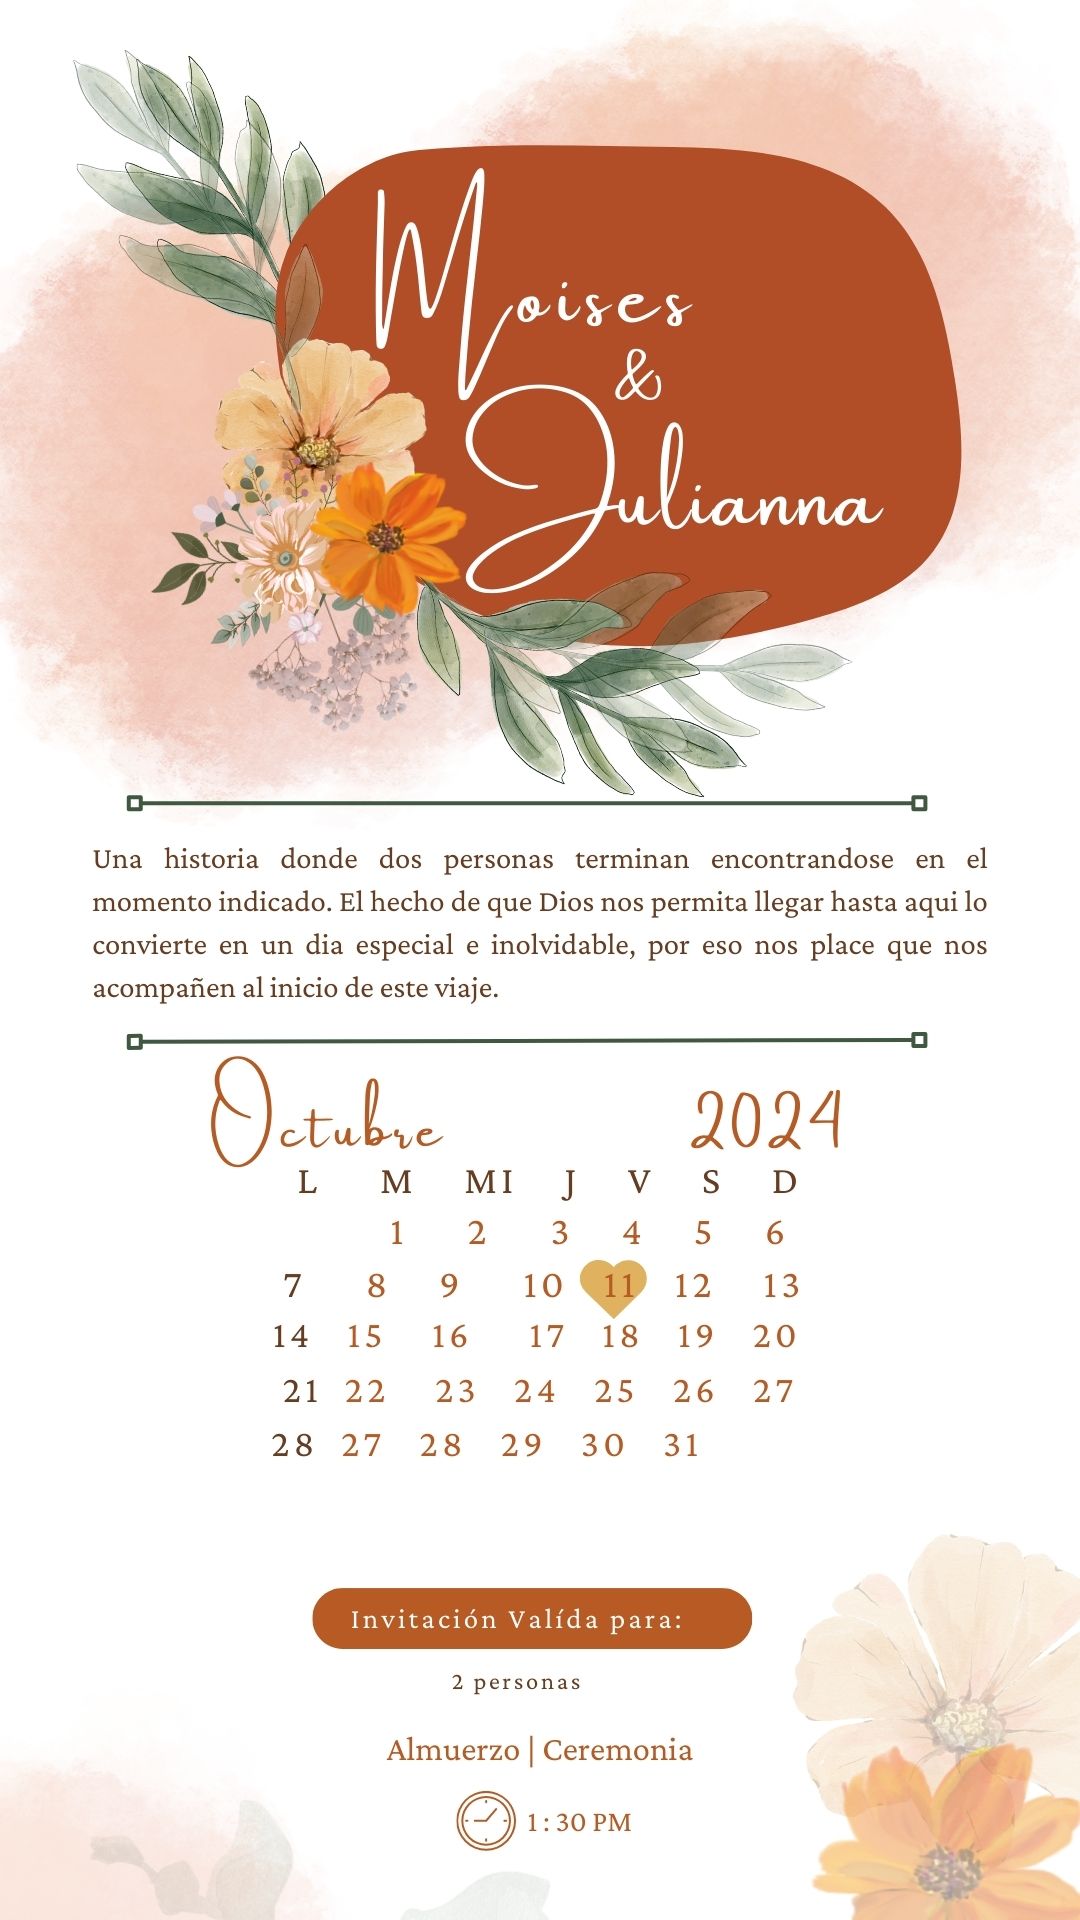 Moises
&
Julianna
Una historia donde dos personas terminan encontrandose en el
momento indicado. El hecho de que Dios nos permita llegar hasta aqui lo
convierte en un dia especial e inolvidable, por eso nos place que nos
acompañen al inicio de este viaje.
Octubre 2024
L M MI J V S D
1 2 3 4 5 6
7 8 9 10 11 12 13
14 15 16 17 18 19 20
21 22 23 24 25 26 27
28 27 28 29 30 31
Invitación Valída para:
2 personas
Almuerzo | Ceremonia
1:30 PM